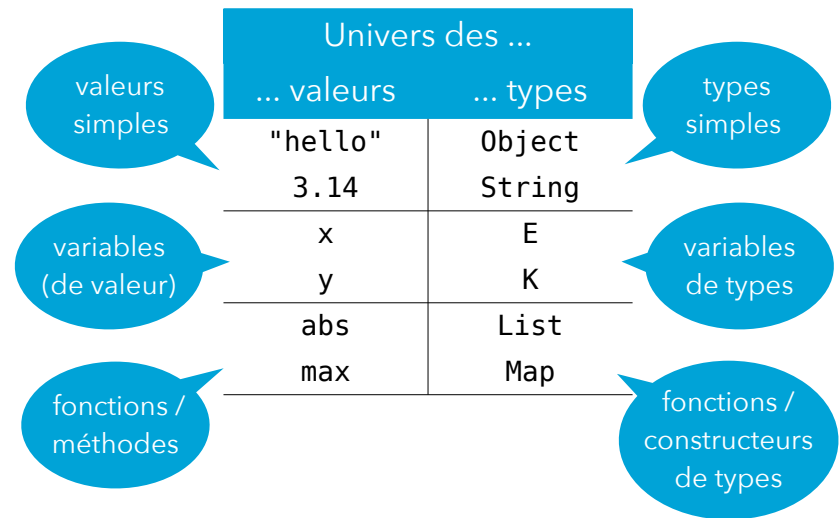 Univers des ...
... valeurs
... types
valeurs
simples
types
simples
"hello"
Object
3.14
String
variables
(de valeur)
x
E
y
K
variables
de types
abs
List
max
Map
fonctions /
méthodes
fonctions /
constructeurs
de types